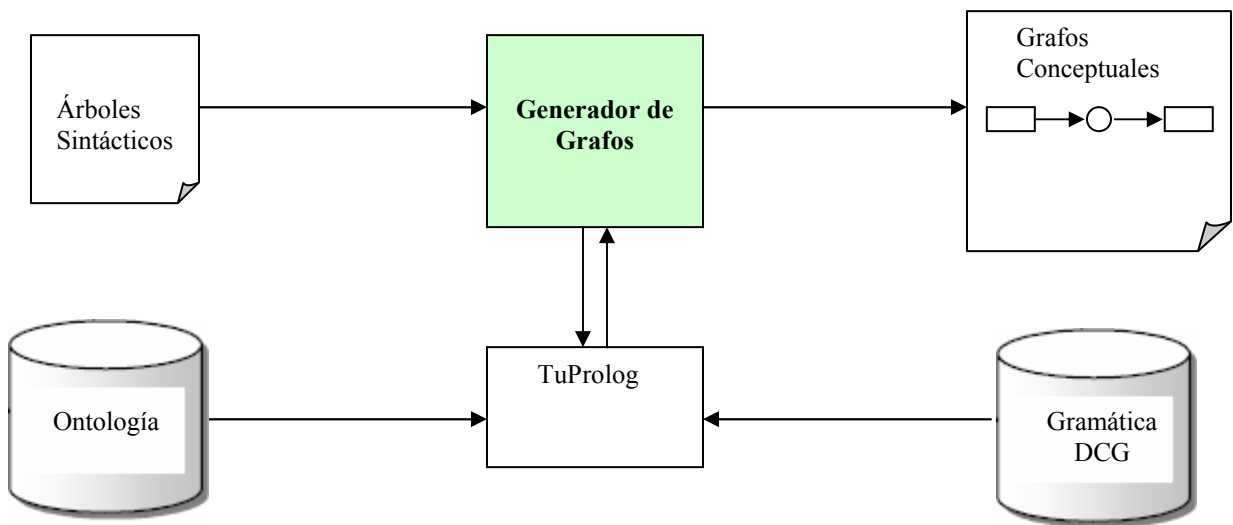 Árboles
Sintácticos
Generador de
Grafos
Grafos
Conceptuales
Ontología
TuProlog
Gramática
DCG